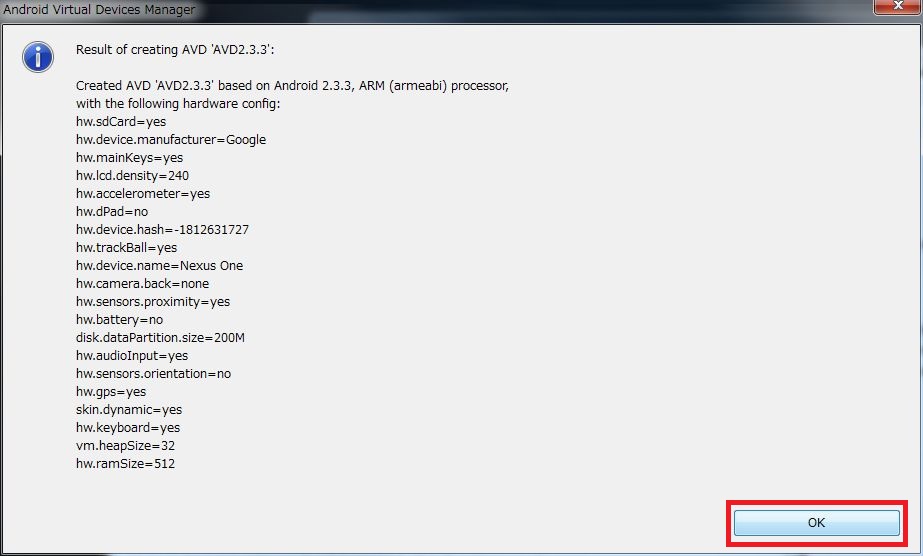 Android Virtual Devices Manager
Result of creating AVD 'AVD2.3.3':
Created AVD 'AVD2.3.3' based on Android 2.3.3, ARM (armeabi) processor,
with the following hardware config:
hw.sdCard=yes
hw.device.manufacturer=Google
hw.mainKeys=yes
hw.lcd.density=240
hw.accelerometer=yes
hw.dPad=no
hw.device.hash=-1812631727
hw.trackBall=yes
hw.device.name=Nexus One
hw.camera.back=none
hw.sensors.proximity=yes
hw.battery=no
disk.dataPartition.size=200M
hw.audioInput=yes
hw.sensors.orientation=no
hw.gps=yes
skin.dynamic=yes
hw.keyboard=yes
vm.heapSize=32
hw.ramSize=512
OK